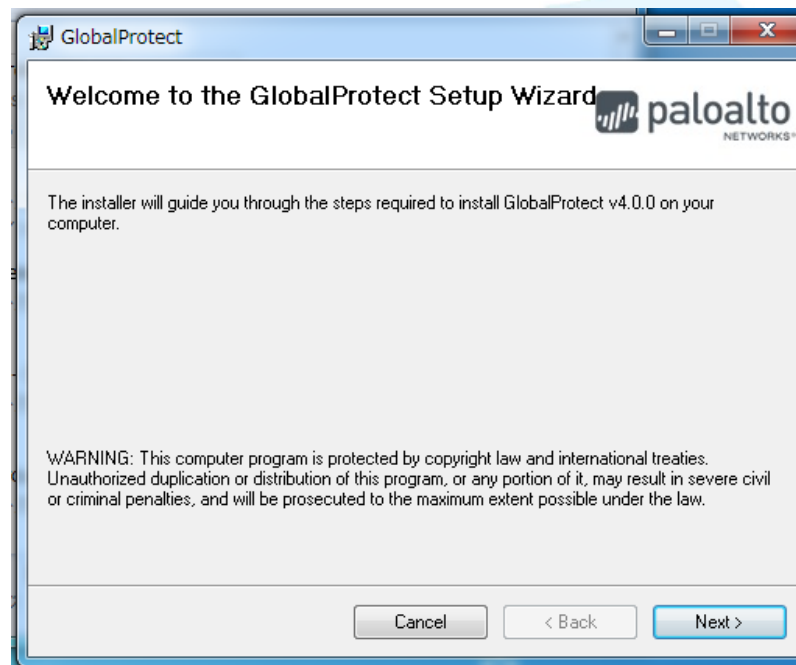 GlobalProtect
Welcome to the GlobalProtect Setup Wizard
paloalto
NETWORKS®
The installer will guide you through the steps required to install GlobalProtect v4.0.0 on your
computer.
WARNING: This computer program is protected by copyright law and international treaties.
Unauthorized duplication or distribution of this program, or any portion of it, may result in severe civil
or criminal penalties, and will be prosecuted to the maximum extent possible under the law.
Cancel
< Back
Next >